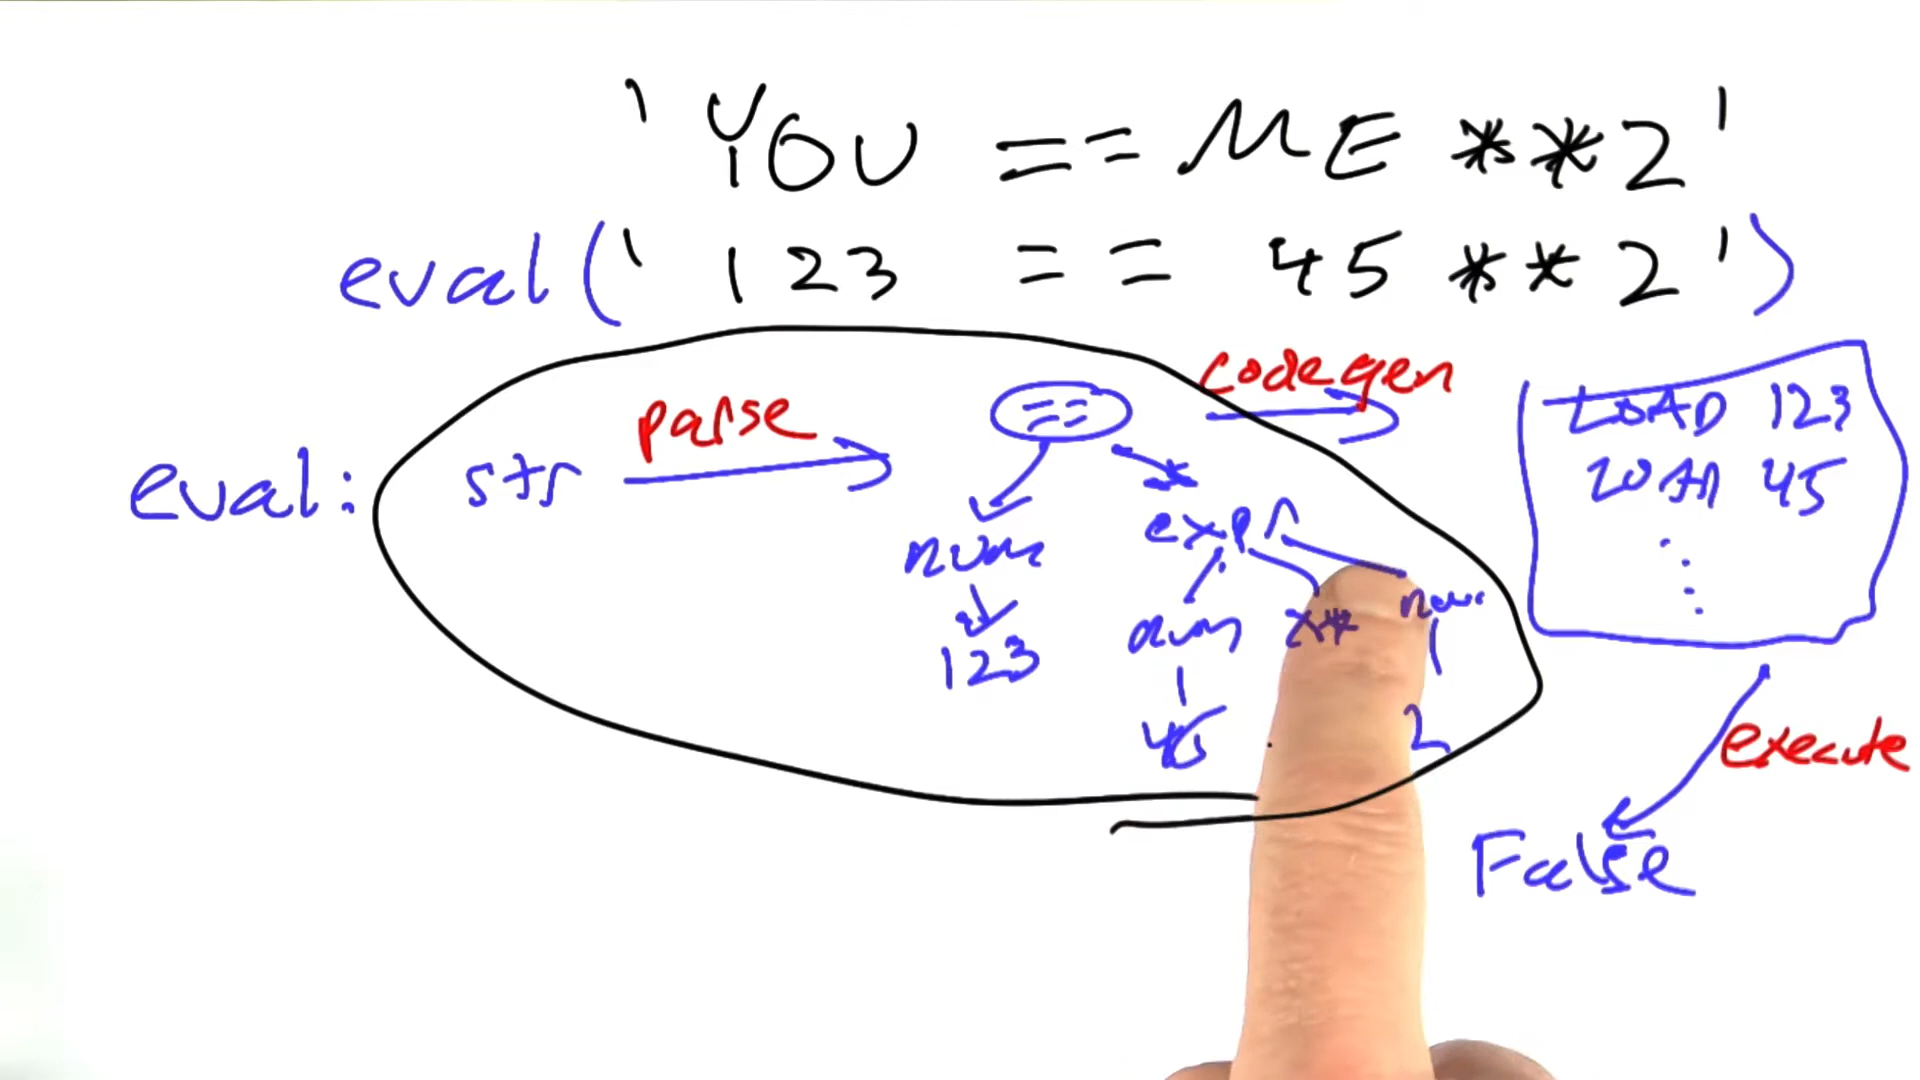 ' YOU == ME **2'
eval(' 123 == 45 **2')
eval:
str
parse
==
codegen
num
expr
123
num
**
num
45
2
LOAD 123
LOAD 45
execute
False